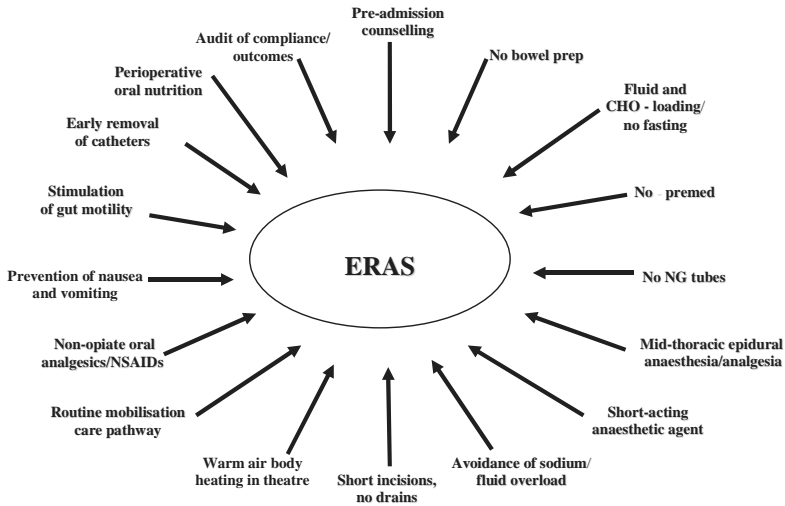 Pre-admission
counselling
No bowel prep
Fluid and
CHO - loading/
no fasting
No - premed
No NG tubes
Mid-thoracic epidural
anaesthesia/analgesia
Short-acting
anaesthetic agent
Avoidance of sodium/
fluid overload
Short incisions,
no drains
Warm air body
heating in theatre
Routine mobilisation
care pathway
Non-opiate oral
analgesics/NSAIDs
Prevention of nausea
and vomiting
Stimulation
of gut motility
Early removal
of catheters
Perioperative
oral nutrition
Audit of compliance/
outcomes
ERAS